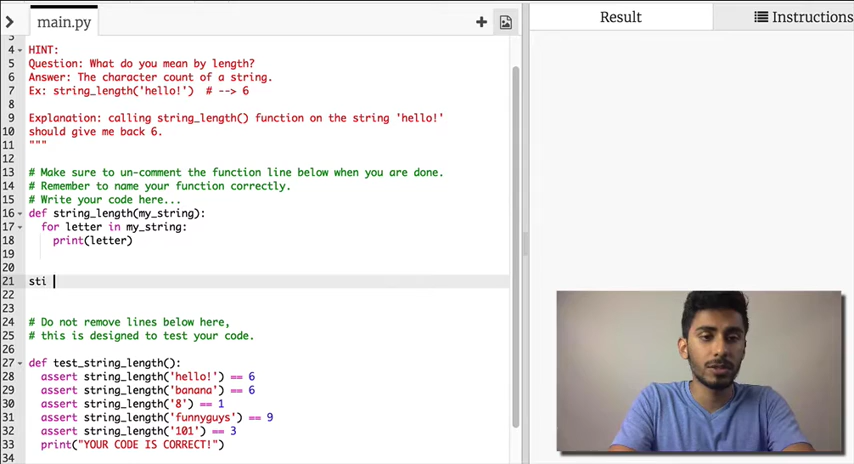 main.py
Result
Instructions
3
4 HINT:
5 Question: What do you mean by length?
6 Answer: The character count of a string.
7 Ex: string_length('hello!')  # --> 6
8
9 Explanation: calling string_length() function on the string 'hello!'
10 should give me back 6.
11 """
12
13 # Make sure to un-comment the function line below when you are done.
14 # Remember to name your function correctly.
15 # Write your code here...
16 def string_length(my_string):
17   for letter in my_string:
18     print(letter)
19
20
21 sti
22
23
24 # Do not remove lines below here,
25 # this is designed to test your code.
26
27 def test_string_length():
28   assert string_length('hello!') == 6
29   assert string_length('banana') == 6
30   assert string_length('8') == 1
31   assert string_length('funnyguys') == 9
32   assert string_length('101') == 3
33   print("YOUR CODE IS CORRECT!")
34